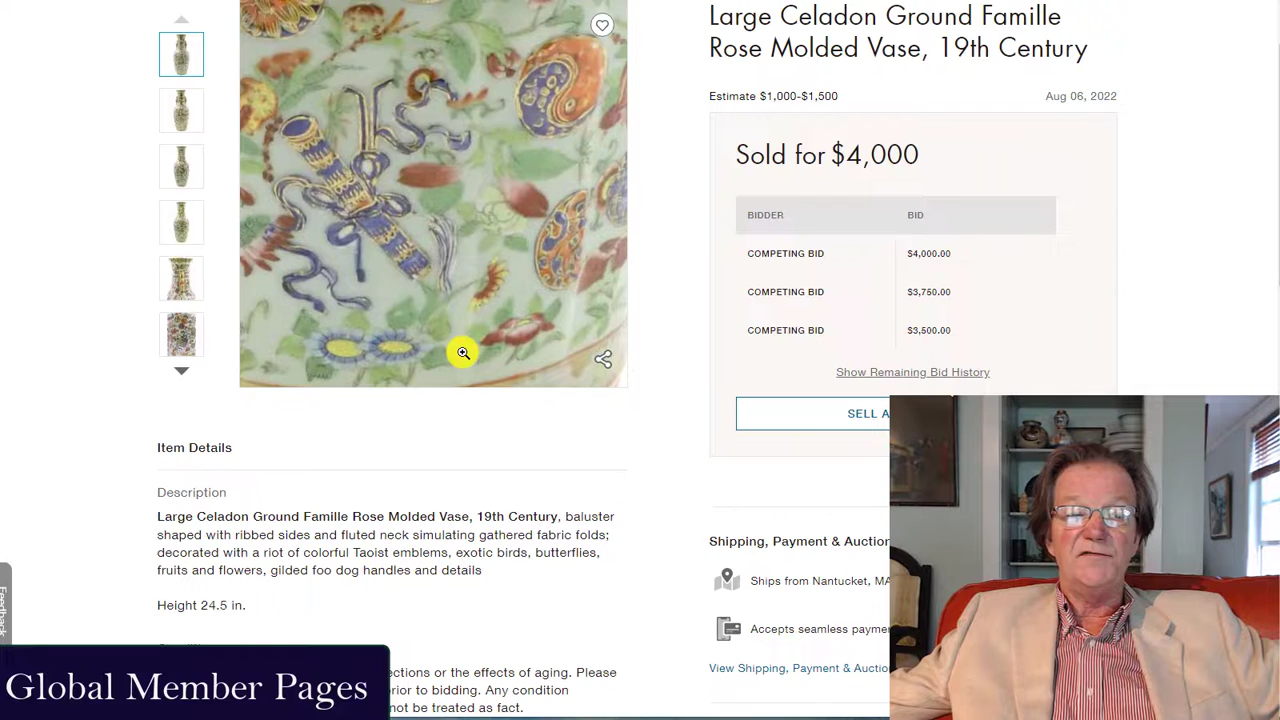 Large Celadon Ground Famille
Rose Molded Vase, 19th Century
Estimate $1,000-$1,500
Aug 06, 2022
Sold for $4,000
BIDDER
BID
COMPETING BID
$4,000.00
COMPETING BID
$3,750.00
COMPETING BID
$3,500.00
Show Remaining Bid History
SELL A
Item Details
Description
Large Celadon Ground Famille Rose Molded Vase, 19th Century, baluster
shaped with ribbed sides and fluted neck simulating gathered fabric folds;
decorated with a riot of colorful Taoist emblems, exotic birds, butterflies,
fruits and flowers, gilded foo dog handles and details
Height 24.5 in.
ections or the effects of aging. Please
rior to bidding. Any condition
not be treated as fact.
Shipping, Payment & Auction
Ships from Nantucket, MA
Accepts seamless payme
View Shipping, Payment & Auctio
Feedback
Global Member Pages